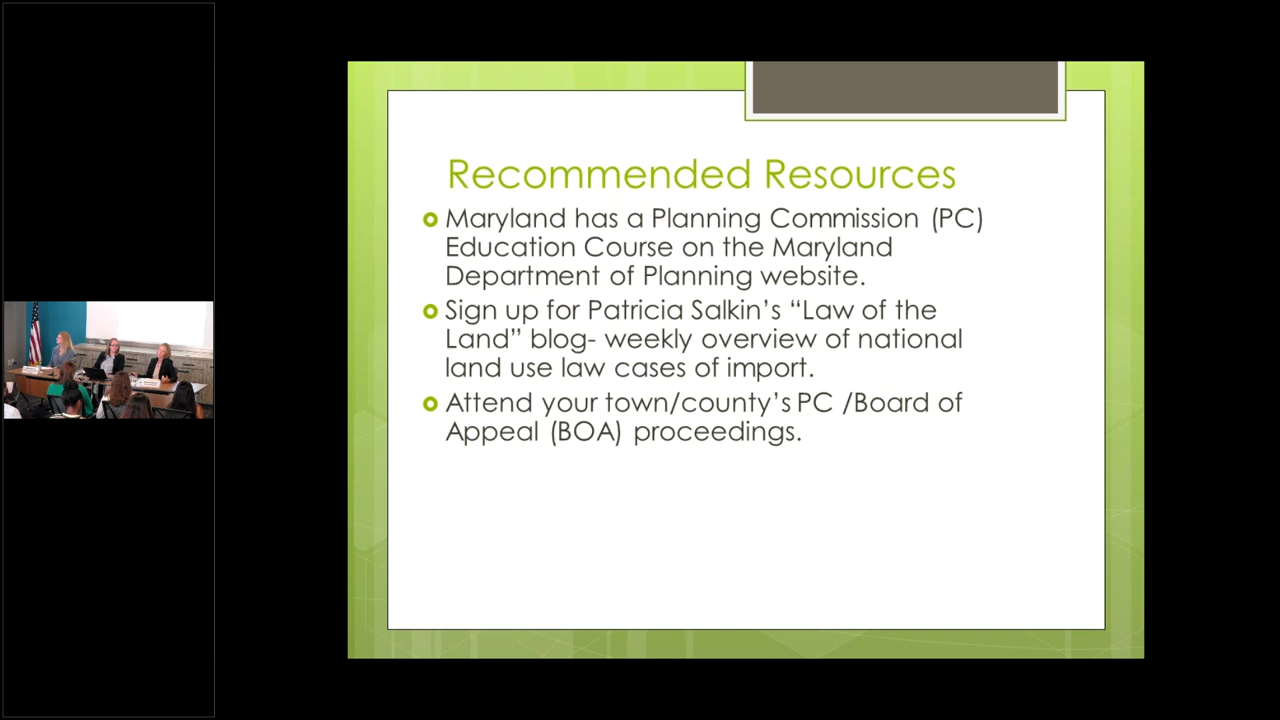 Recommended Resources
Maryland has a Planning Commission (PC)
Education Course on the Maryland
Department of Planning website.
Sign up for Patricia Salkin’s “Law of the
Land” blog- weekly overview of national
land use law cases of import.
Attend your town/county’s PC /Board of
Appeal (BOA) proceedings.